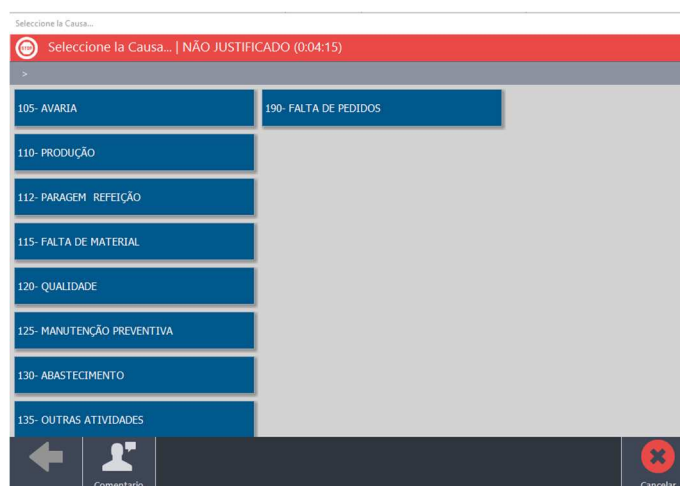 Seleccione la Causa...
STOP
Seleccione la Causa... | NÃO JUSTIFICADO (0:04:15)
>
105- AVARIA
190- FALTA DE PEDIDOS
110- PRODUÇÃO
112- PARAGEM  REFEIÇÃO
115- FALTA DE MATERIAL
120- QUALIDADE
125- MANUTENÇÃO PREVENTIVA
130- ABASTECIMENTO
135- OUTRAS ATIVIDADES
Comentario
Cancelar